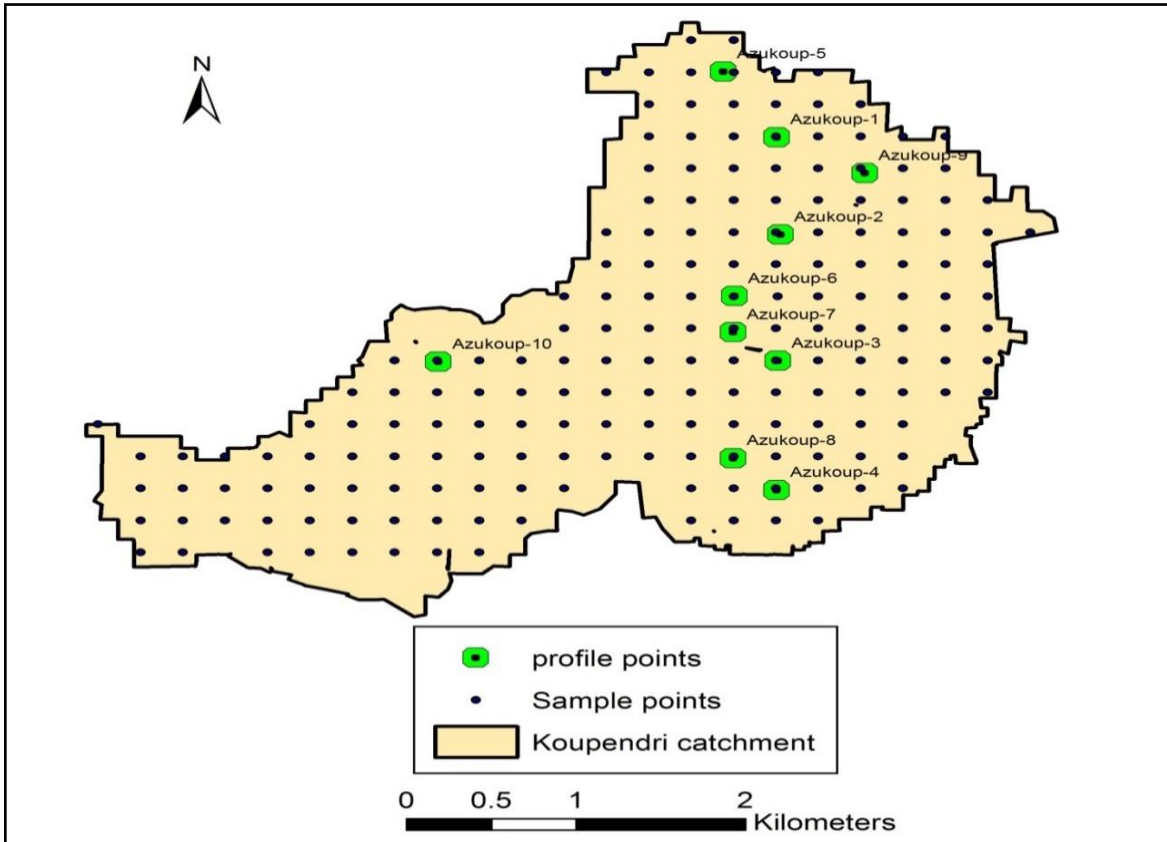 N
Azukoup-5
Azukoup-1
Azukoup-9
Azukoup-2
Azukoup-6
Azukoup-7
Azukoup-10
Azukoup-3
Azukoup-8
Azukoup-4
profile points
Sample points
Koupendri catchment
0 0.5 1 2
Kilometers